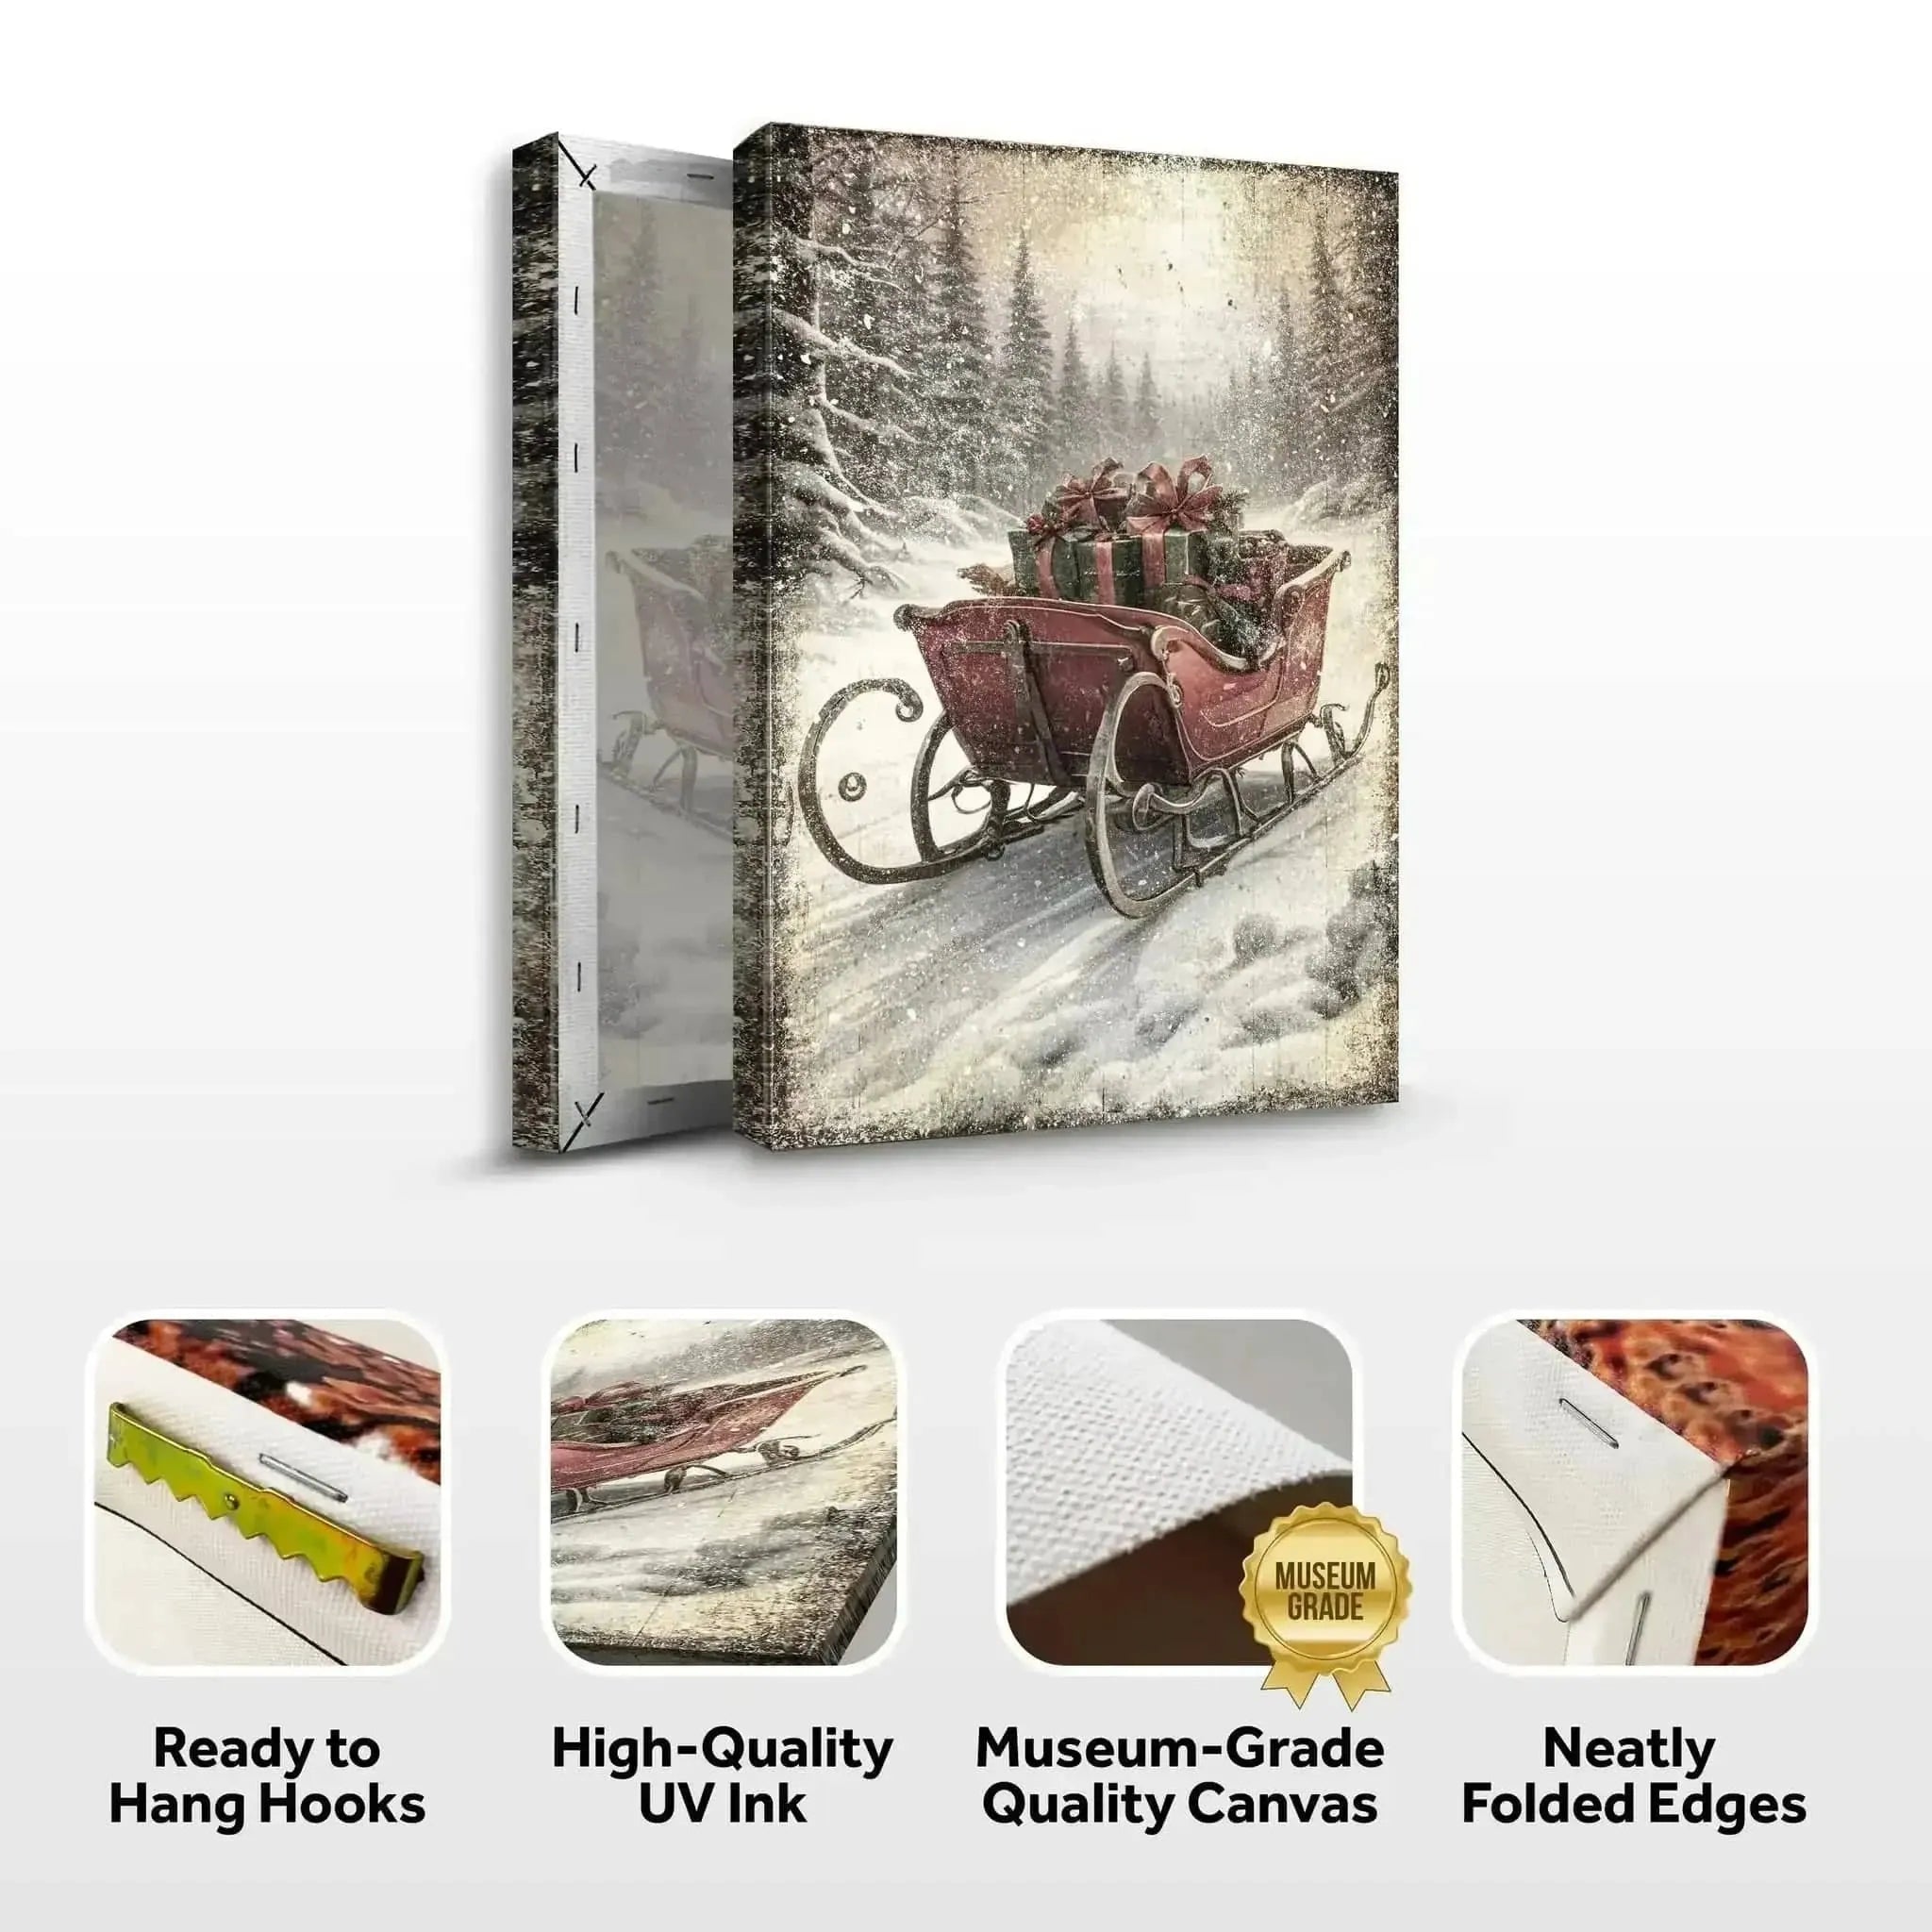 MUSEUM
GRADE
Ready to
Hang Hooks
High-Quality
UV Ink
Museum-Grade
Quality Canvas
Neatly
Folded Edges